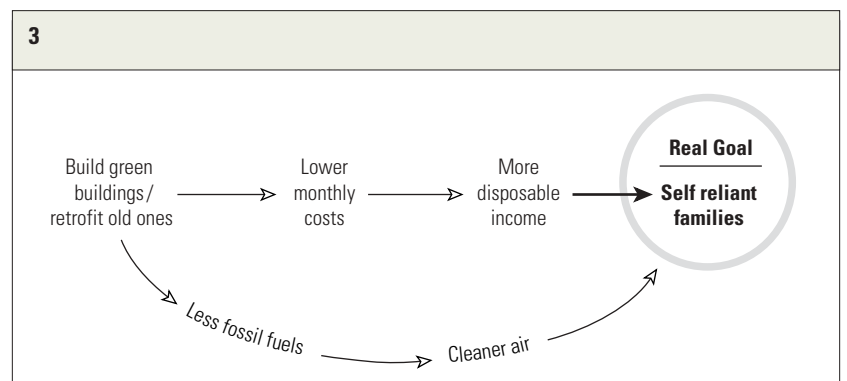 3
Build green
buildings/
retrofit old ones
Lower
monthly
costs
More
disposable
income
Real Goal
Self reliant
families
Less fossil fuels
Cleaner air